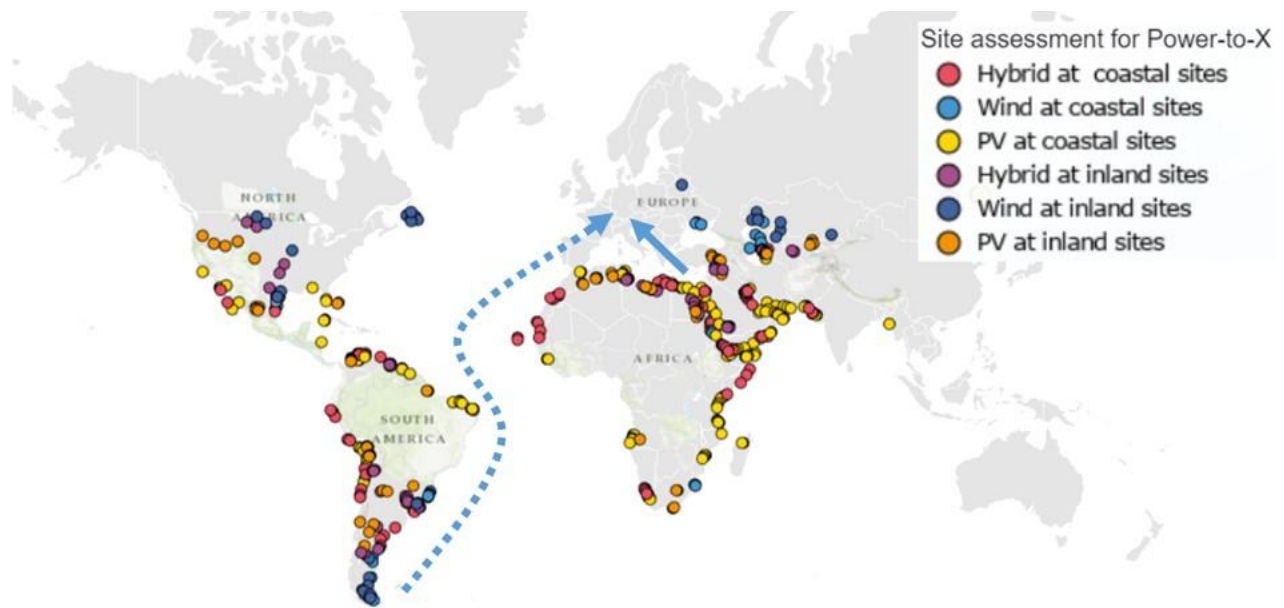 Site assessment for Power-to-X
Hybrid at coastal sites
Wind at coastal sites
PV at coastal sites
Hybrid at inland sites
Wind at inland sites
PV at inland sites
NORTH
AMERICA
EUROPE
AFRICA
SOUTH
AMERICA